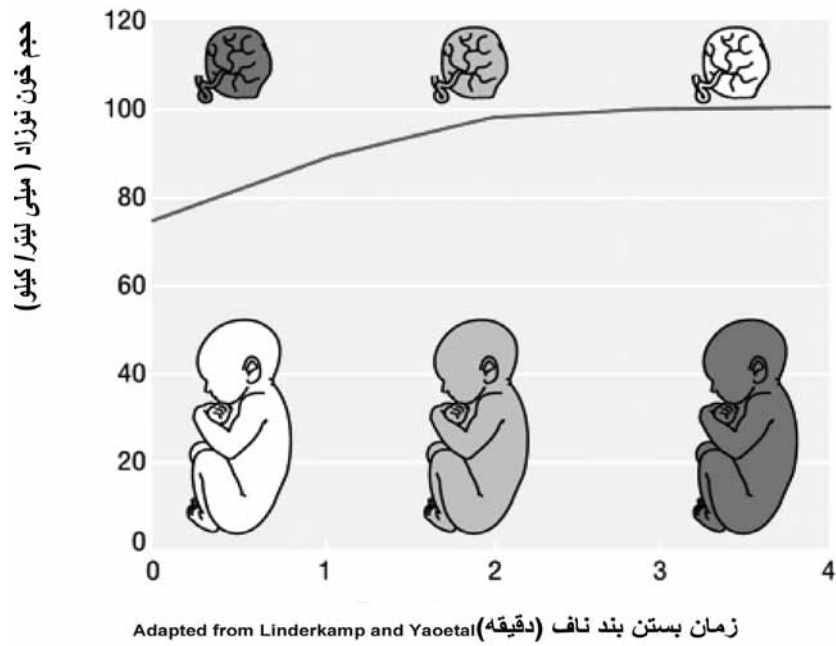 حجم خون نوزاد ( میلی لیتر/ کیلو)
120
100
80
60
40
20
0
0 1 2 3 4
زمان بستن بند ناف (دقیقه)Adapted from Linderkamp and Yaoetal